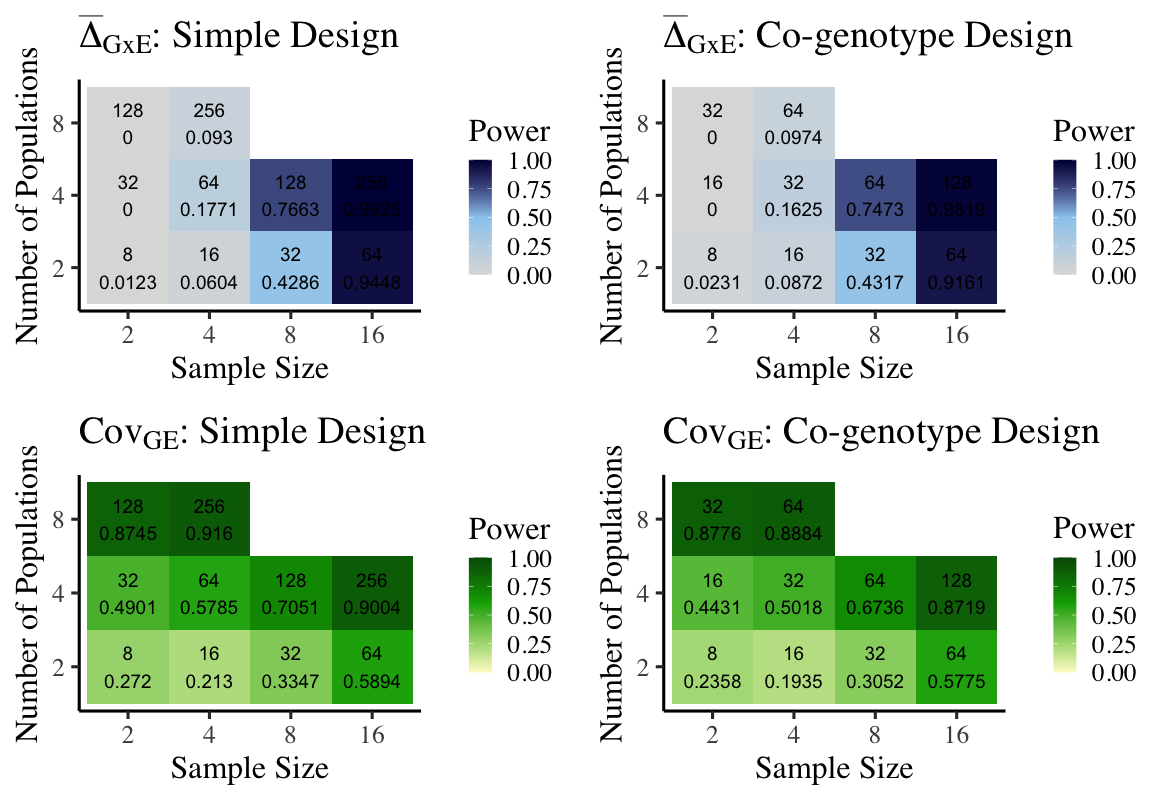 Δ̅GxE: Simple Design
Number of Populations
8
4
2
128 256
0 0.093
32 64 128 256
0 0.1771 0.7663 0.9925
8 16 32 64
0.0123 0.0604 0.4286 0.9448
2 4 8 16
Sample Size
Power
1.00
0.75
0.50
0.25
0.00
Δ̅GxE: Co-genotype Design
Number of Populations
8
4
2
32 64
0 0.0974
16 32 64 128
0 0.1625 0.7473 0.9819
8 16 32 64
0.0231 0.0872 0.4317 0.9161
2 4 8 16
Sample Size
Power
1.00
0.75
0.50
0.25
0.00
CovGE: Simple Design
Number of Populations
8
4
2
128 256
0.8745 0.916
32 64 128 256
0.4901 0.5785 0.7051 0.9004
8 16 32 64
0.272 0.213 0.3347 0.5894
2 4 8 16
Sample Size
Power
1.00
0.75
0.50
0.25
0.00
CovGE: Co-genotype Design
Number of Populations
8
4
2
32 64
0.8776 0.8884
16 32 64 128
0.4431 0.5018 0.6736 0.8719
8 16 32 64
0.2358 0.1935 0.3052 0.5775
2 4 8 16
Sample Size
Power
1.00
0.75
0.50
0.25
0.00